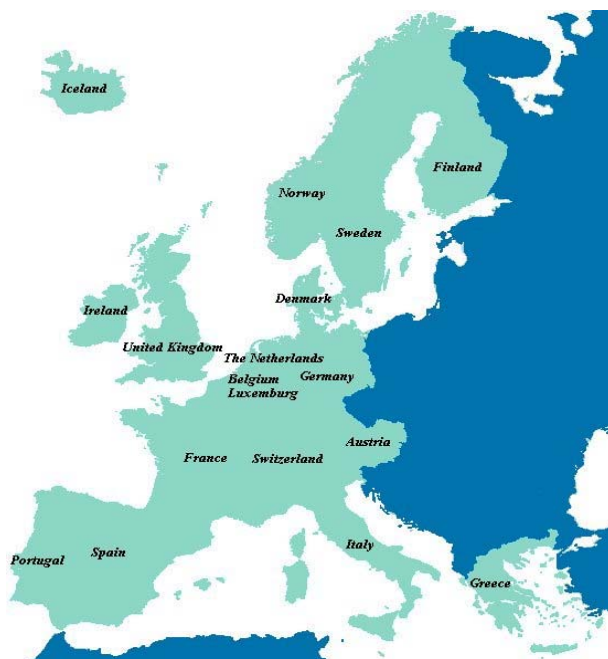 Iceland
Finland
Norway
Sweden
Denmark
Ireland
United Kingdom
The Netherlands
Belgium
Germany
Luxemburg
Austria
France
Switzerland
Italy
Portugal
Spain
Greece